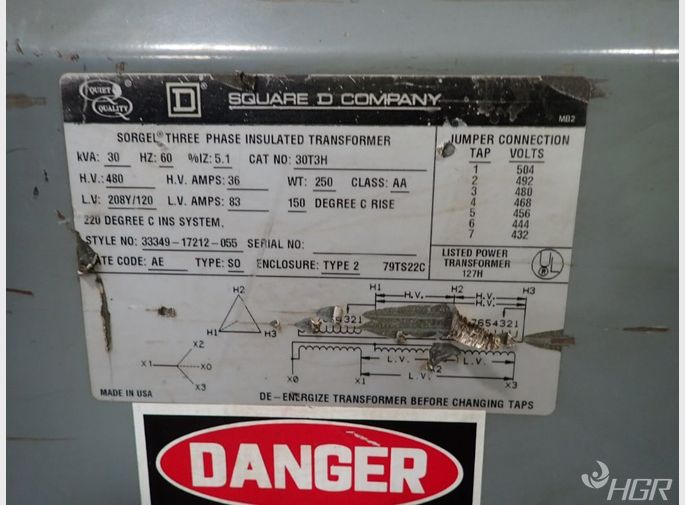 QUIET
QUALITY
D SQUARE D COMPANY
MB2
SORGEL® THREE PHASE INSULATED TRANSFORMER
kVA: 30 HZ: 60 %IZ: 5.1 CAT NO: 30T3H
H.V.: 480 H.V. AMPS: 36 WT: 250 CLASS: AA
L.V: 208Y/120 L.V. AMPS: 83 150 DEGREE C RISE
220 DEGREE C INS SYSTEM.
STYLE NO: 33349-17212-055 SERIAL NO:
ATE CODE: AE TYPE: SO ENCLOSURE: TYPE 2 79TS22C
JUMPER CONNECTION
TAP VOLTS
1 504
2 492
3 480
4 468
5 456
6 444
7 432
LISTED POWER
TRANSFORMER
127H
UL
®
H2
H1 H3
X2
X1 X0
X3
H1 H2 H3
H.V. H.V.
654321 7654321
L.V. L.V.
X0 X1 X2 X3
MADE IN USA
DE-ENERGIZE TRANSFORMER BEFORE CHANGING TAPS
DANGER
HGR